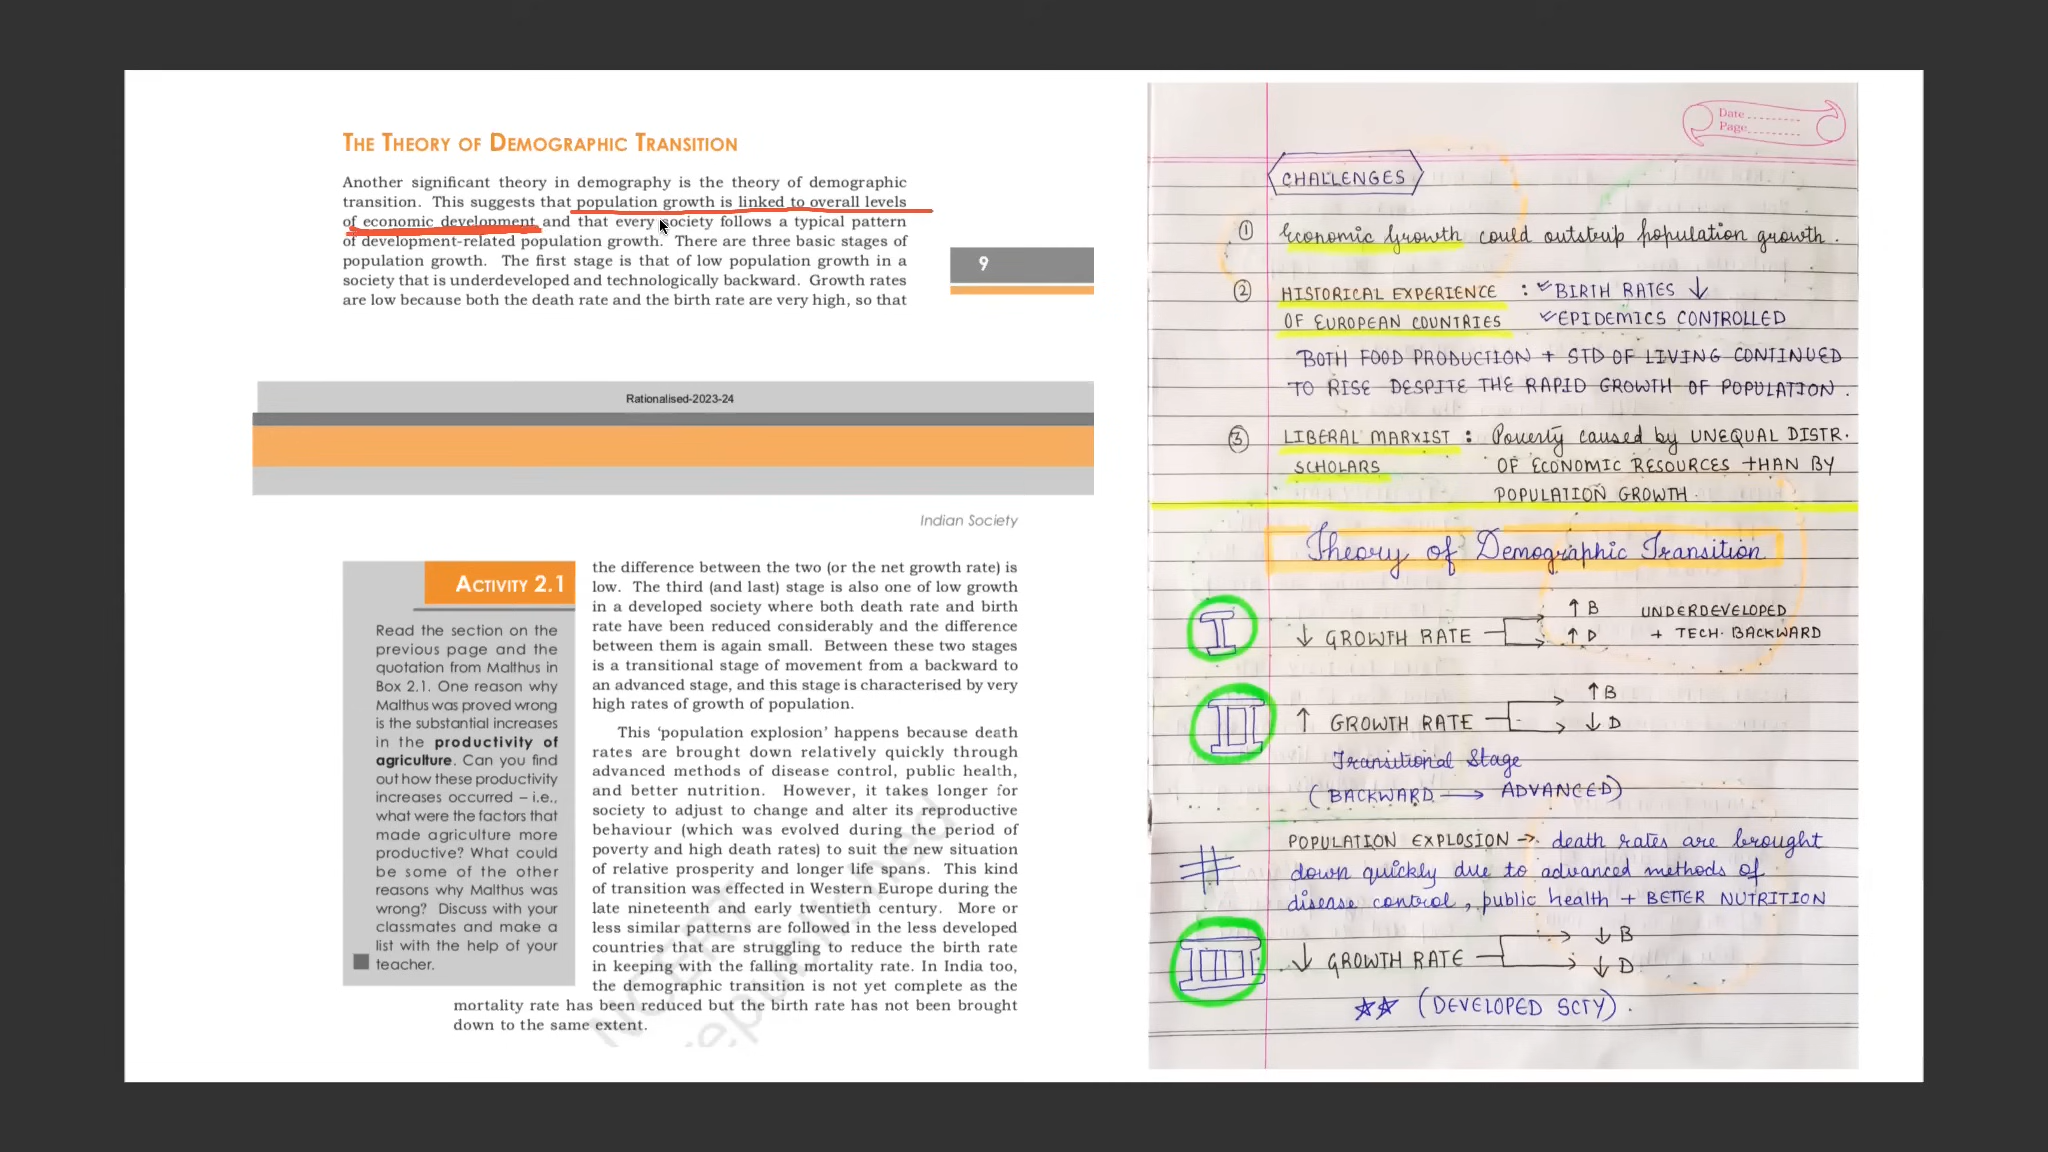 THE THEORY OF DEMOGRAPHIC TRANSITION
Another significant theory in demography is the theory of demographic
transition. This suggests that population growth is linked to overall levels
of economic development and that every society follows a typical pattern
of development-related population growth. There are three basic stages of
population growth. The first stage is that of low population growth in a
society that is underdeveloped and technologically backward. Growth rates
are low because both the death rate and the birth rate are very high, so that
9
Rationalised-2023-24
Indian Society
ACTIVITY 2.1
Read the section on the
previous page and the
quotation from Malthus in
Box 2.1. One reason why
Malthus was proved wrong
is the substantial increases
in the productivity of
agriculture. Can you find
out how these productivity
increases occurred – i.e.,
what were the factors that
made agriculture more
productive? What could
be some of the other
reasons why Malthus was
wrong? Discuss with your
classmates and make a
list with the help of your
teacher.
the difference between the two (or the net growth rate) is
low. The third (and last) stage is also one of low growth
in a developed society where both death rate and birth
rate have been reduced considerably and the difference
between them is again small. Between these two stages
is a transitional stage of movement from a backward to
an advanced stage, and this stage is characterised by very
high rates of growth of population.
This ‘population explosion’ happens because death
rates are brought down relatively quickly through
advanced methods of disease control, public health,
and better nutrition. However, it takes longer for
society to adjust to change and alter its reproductive
behaviour (which was evolved during the period of
poverty and high death rates) to suit the new situation
of relative prosperity and longer life spans. This kind
of transition was effected in Western Europe during the
late nineteenth and early twentieth century. More or
less similar patterns are followed in the less developed
countries that are struggling to reduce the birth rate
in keeping with the falling mortality rate. In India too,
the demographic transition is not yet complete as the
mortality rate has been reduced but the birth rate has not been brought
down to the same extent.
NCERT
republished
Date
Page
CHALLENGES
① Economic Growth could outstrip population growth.
② HISTORICAL EXPERIENCE : ✓BIRTH RATES ↓
OF EUROPEAN COUNTRIES ✓EPIDEMICS CONTROLLED
BOTH FOOD PRODUCTION + STD OF LIVING CONTINUED
TO RISE DESPITE THE RAPID GROWTH OF POPULATION.
③ LIBERAL MARXIST : Poverty caused by UNEQUAL DISTR.
SCHOLARS OF ECONOMIC RESOURCES THAN BY
POPULATION GROWTH.
Theory of Demographic Transition
I ↓ GROWTH RATE ↑ B ↑ D UNDERDEVELOPED
+ TECH. BACKWARD
II ↑ GROWTH RATE ↑ B ↓ D
Transitional Stage
(BACKWARD → ADVANCED)
# POPULATION EXPLOSION → death rates are brought
down quickly due to advanced methods of
disease control, public health + BETTER NUTRITION
III ↓ GROWTH RATE ↓ B ↓ D
☆☆ (DEVELOPED SCTY).